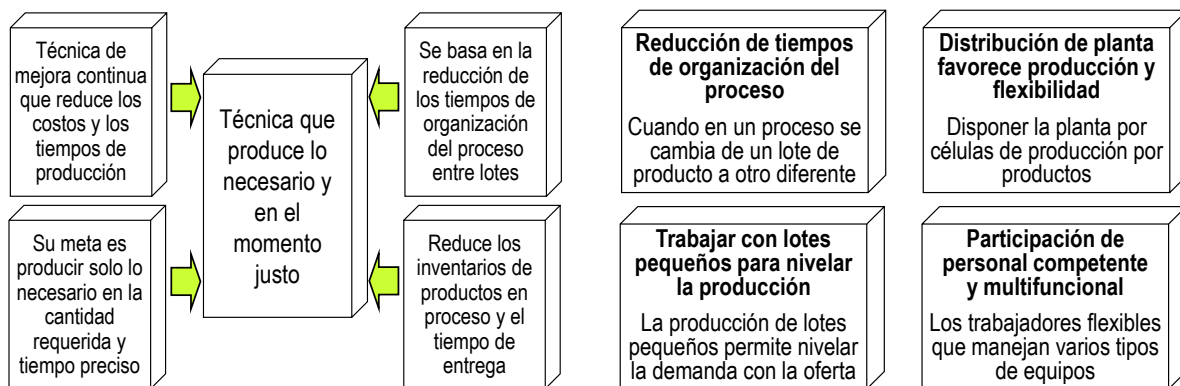 Técnica de
mejora continua
que reduce los
costos y los
tiempos de
producción
Su meta es
producir solo lo
necesario en la
cantidad
requerida y
tiempo preciso
Técnica que
produce lo
necesario y
en el
momento
justo
Se basa en la
reducción de
los tiempos de
organización
del proceso
entre lotes
Reduce los
inventarios de
productos en
proceso y el
tiempo de
entrega
Reducción de tiempos
de organización del
proceso
Cuando en un proceso se
cambia de un lote de
producto a otro diferente
Distribución de planta
favorece producción y
flexibilidad
Disponer la planta por
células de producción por
productos
Trabajar con lotes
pequeños para nivelar
la producción
La producción de lotes
pequeños permite nivelar
la demanda con la oferta
Participación de
personal competente
y multifuncional
Los trabajadores flexibles
que manejan varios tipos
de equipos